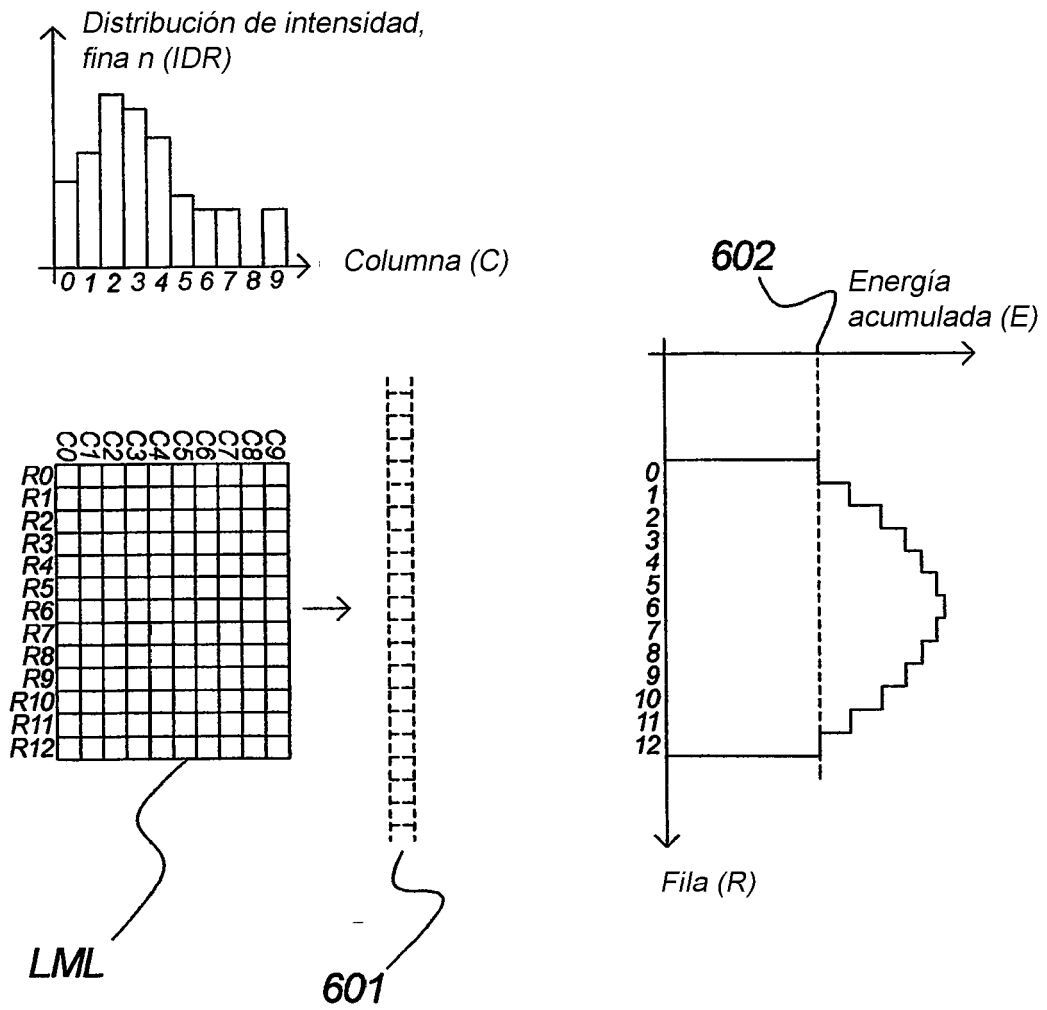 Distribución de intensidad,
fina n (IDR)
0 1 2 3 4 5 6 7 8 9
Columna (C)
602
Energía
acumulada (E)
C0 C1 C2 C3 C4 C5 C6 C7 C8 C9
R0
R1
R2
R3
R4
R5
R6
R7
R8
R9
R10
R11
R12
0
1
2
3
4
5
6
7
8
9
10
11
12
Fila (R)
LML
601